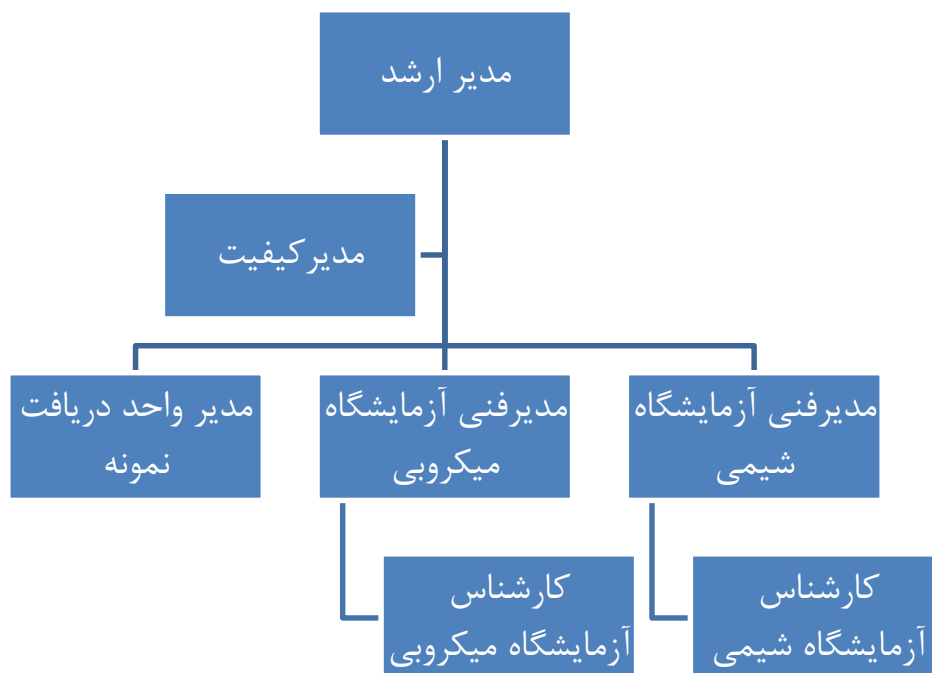 مدیر ارشد
مدیرکیفیت
مدیرفنی آزمایشگاه
شیمی
مدیرفنی آزمایشگاه
میکروبی
مدیر واحد دریافت
نمونه
کارشناس
آزمایشگاه شیمی
کارشناس
آزمایشگاه میکروبی